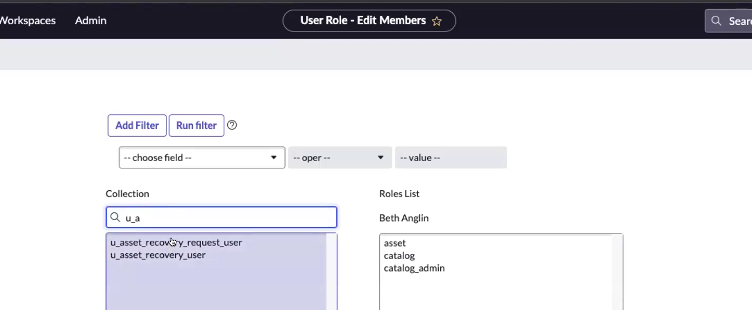 Workspaces Admin User Role - Edit Members Sear
Add Filter Run filter
-- choose field -- -- oper -- -- value --
Collection Roles List
u_a Beth Anglin
u_asset_recovery_request_user asset
u_asset_recovery_user catalog
catalog_admin